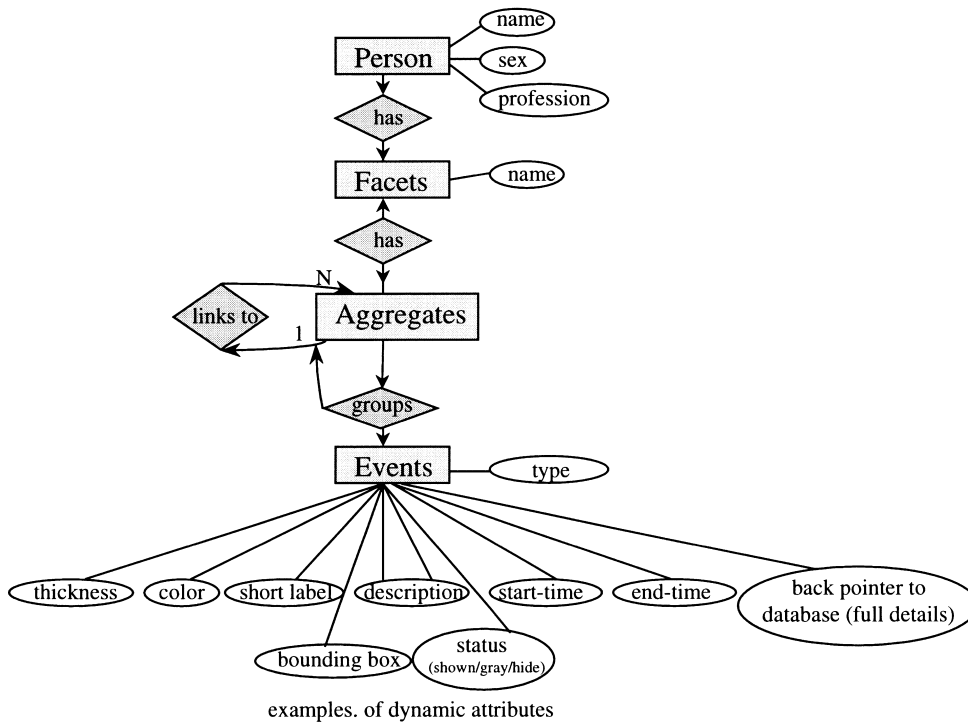 name
Person
sex
profession
has
Facets
name
has
N
links to
Aggregates
1
groups
Events
type
thickness
color
short label
description
start-time
end-time
back pointer to
database (full details)
bounding box
status
(shown/gray/hide)
examples. of dynamic attributes